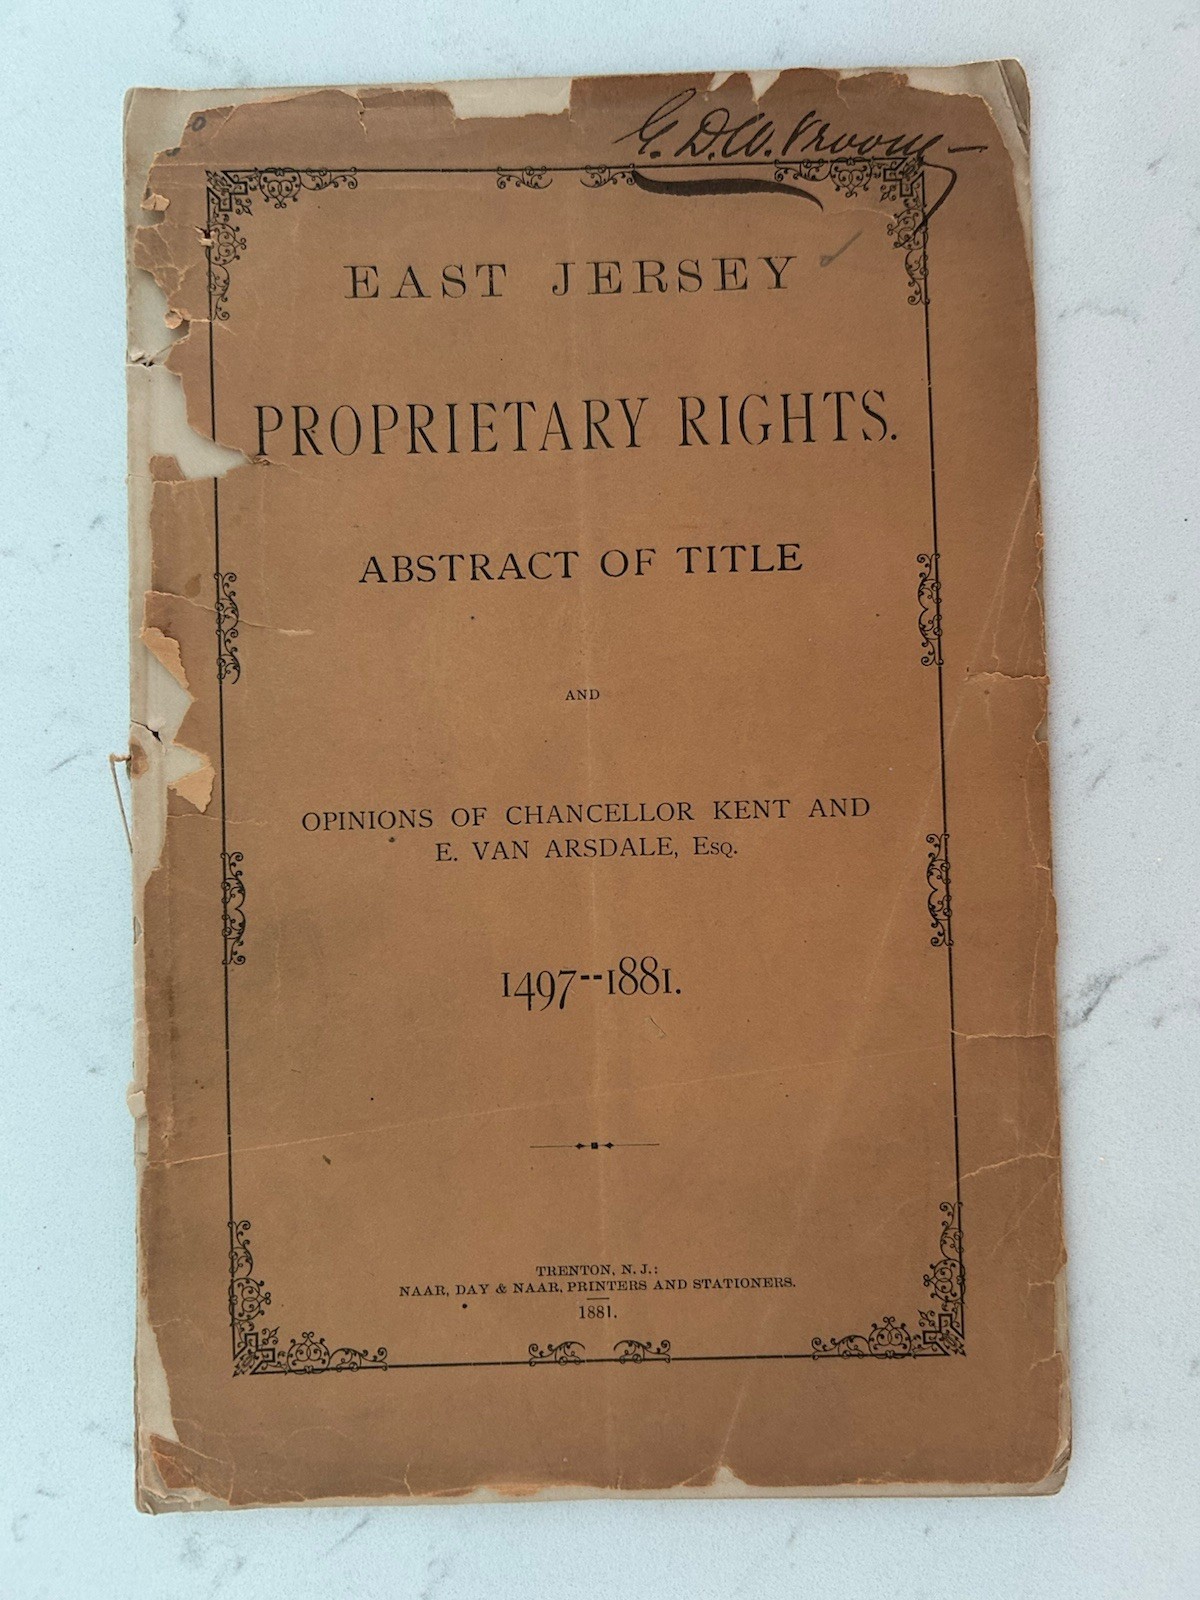 G. D. W. Vroom
EAST JERSEY
PROPRIETARY RIGHTS.
ABSTRACT OF TITLE
AND
OPINIONS OF CHANCELLOR KENT AND
E. VAN ARSDALE, Esq.
1497--1881.
TRENTON, N. J.:
NAAR, DAY & NAAR, PRINTERS AND STATIONERS.
1881.